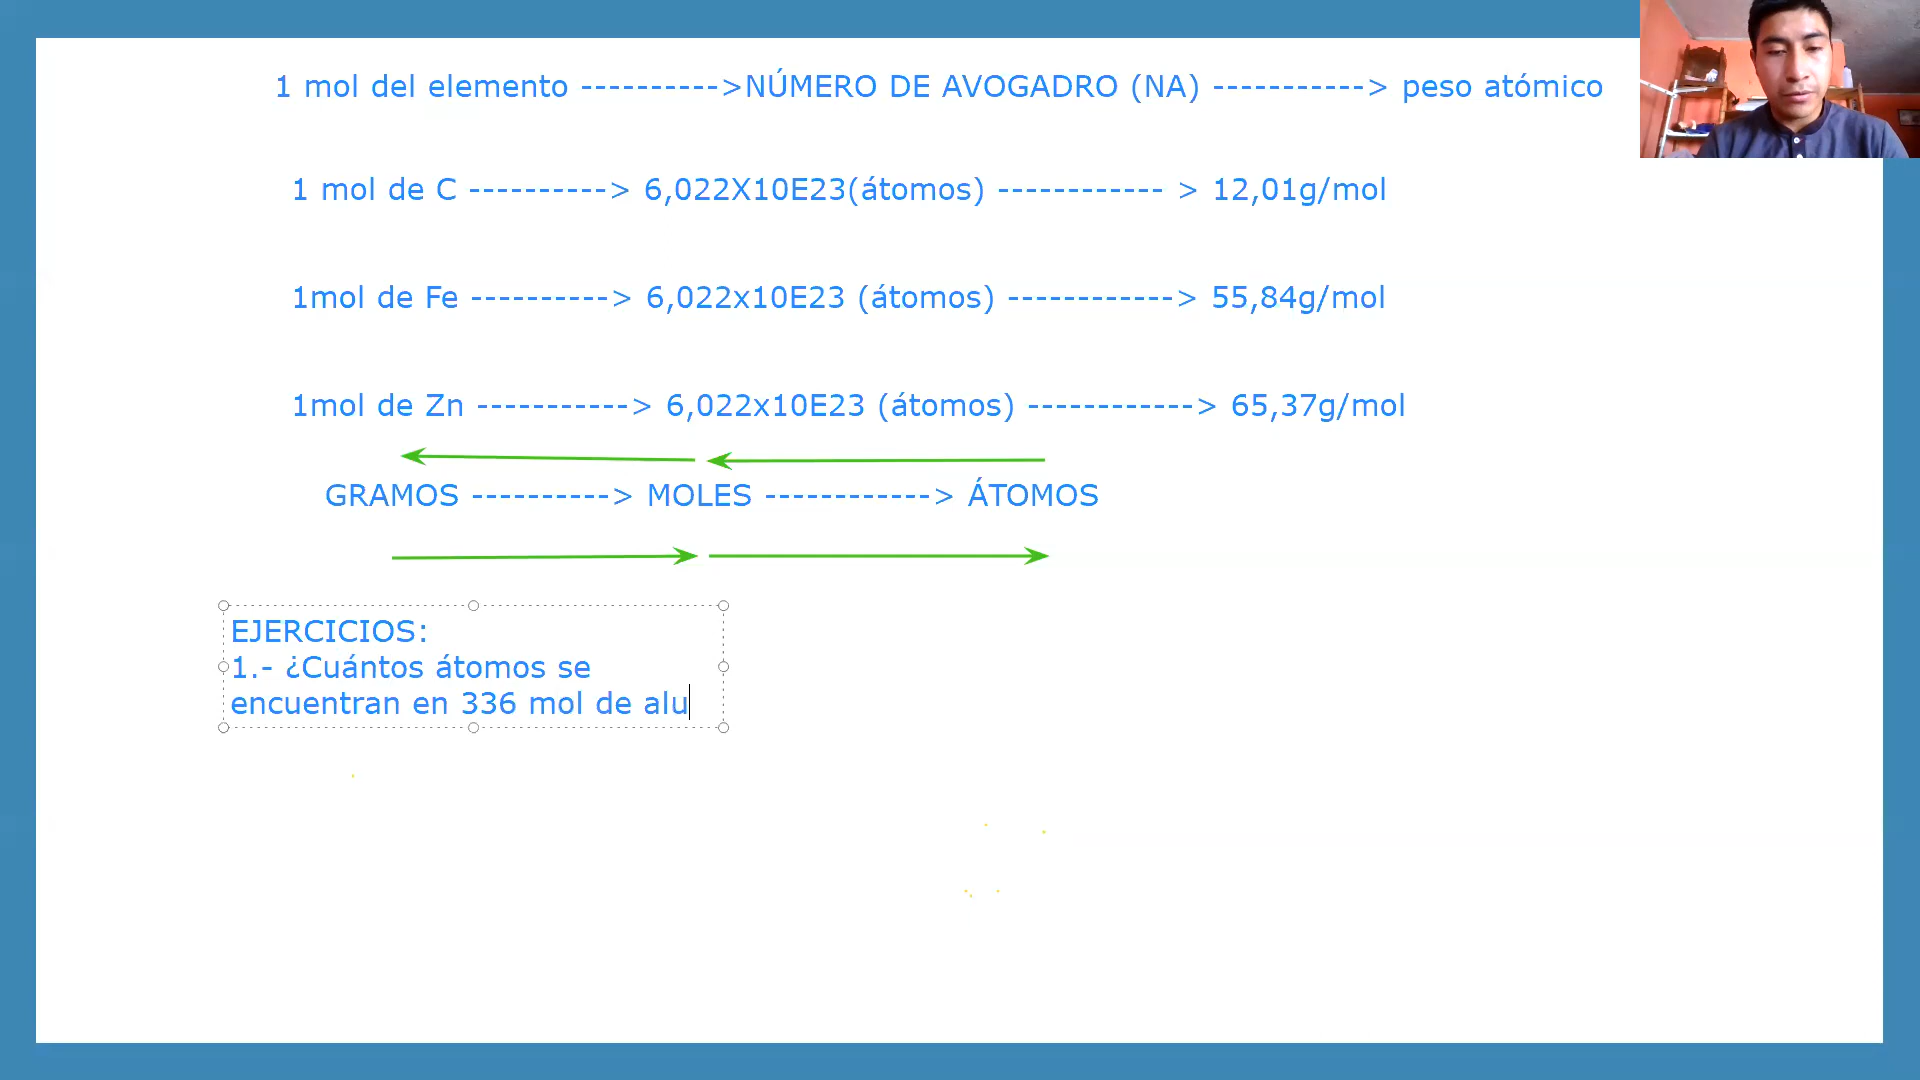 1 mol del elemento ---------->NÚMERO DE AVOGADRO (NA) -----------> peso atómico
1 mol de C ----------> 6,022X10E23(átomos) ------------ > 12,01g/mol
1mol de Fe ----------> 6,022x10E23 (átomos) ------------> 55,84g/mol
1mol de Zn -----------> 6,022x10E23 (átomos) ------------> 65,37g/mol
GRAMOS ----------> MOLES ------------> ÁTOMOS
EJERCICIOS:
1.- ¿Cuántos átomos se
encuentran en 336 mol de alu